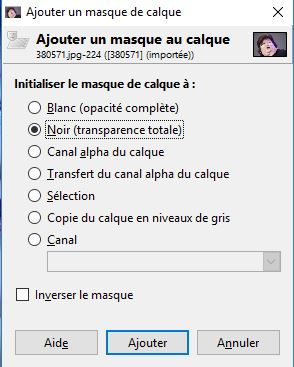 Ajouter un masque de calque
Ajouter un masque au calque
380571.jpg-224 ([380571] (importée))
Initialiser le masque de calque à :
Blanc (opacité complète)
Noir (transparence totale)
Canal alpha du calque
Transfert du canal alpha du calque
Sélection
Copie du calque en niveaux de gris
Canal
Inverser le masque
Aide
Ajouter
Annuler